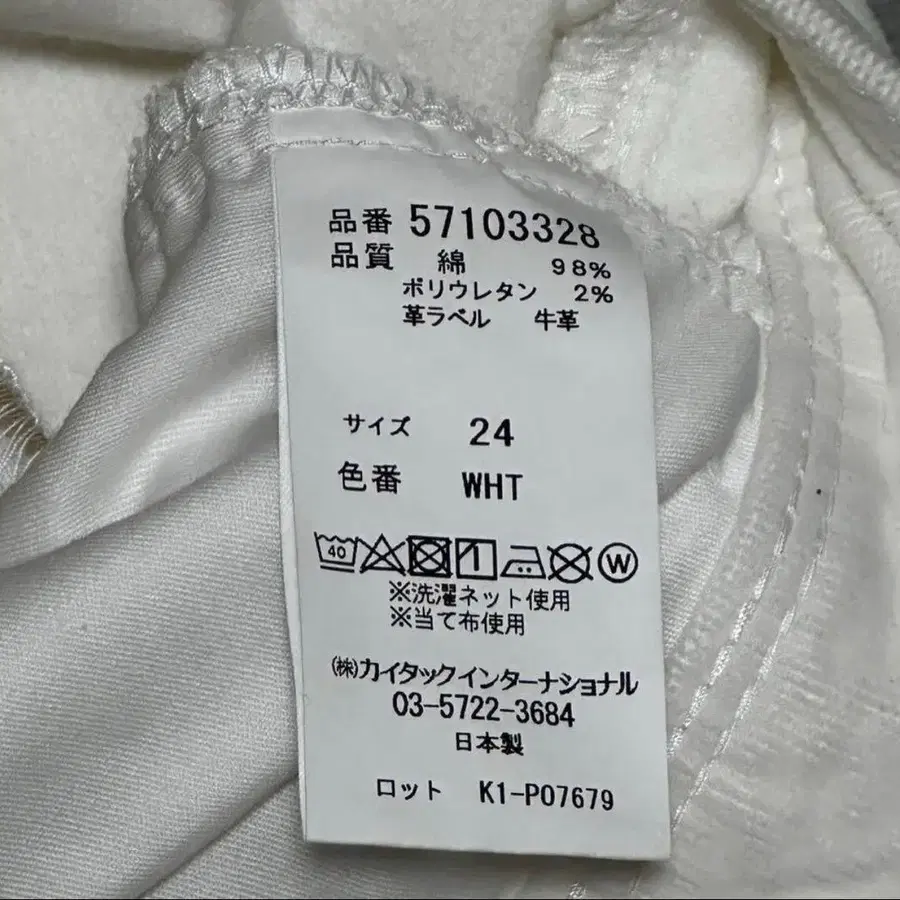 品番 57103328
品質 綿 98%
ポリウレタン 2%
革ラベル 牛革
サイズ 24
色番 WHT
40 W
※洗濯ネット使用
※当て布使用
(株)カイタックインターナショナル
03-5722-3684
日本製
ロット K1-P07679